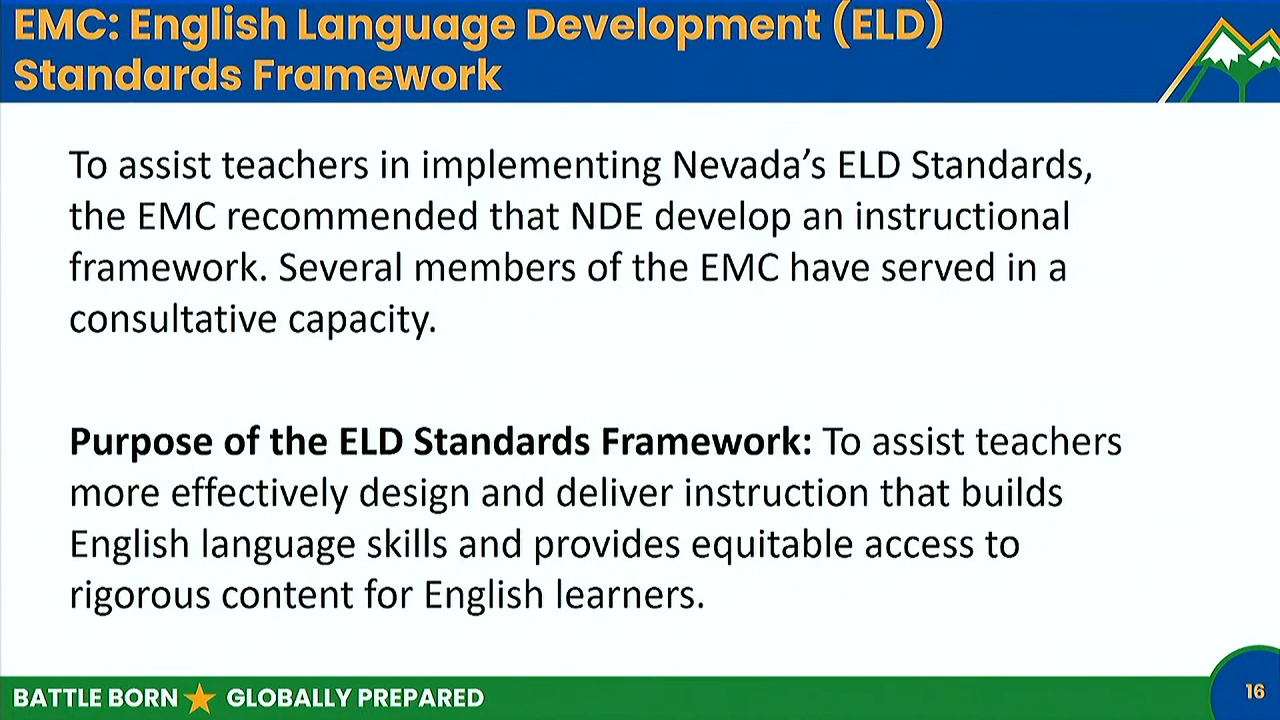 EMC: English Language Development (ELD)
Standards Framework
To assist teachers in implementing Nevada’s ELD Standards,
the EMC recommended that NDE develop an instructional
framework. Several members of the EMC have served in a
consultative capacity.
Purpose of the ELD Standards Framework: To assist teachers
more effectively design and deliver instruction that builds
English language skills and provides equitable access to
rigorous content for English learners.
BATTLE BORN GLOBALLY PREPARED
16